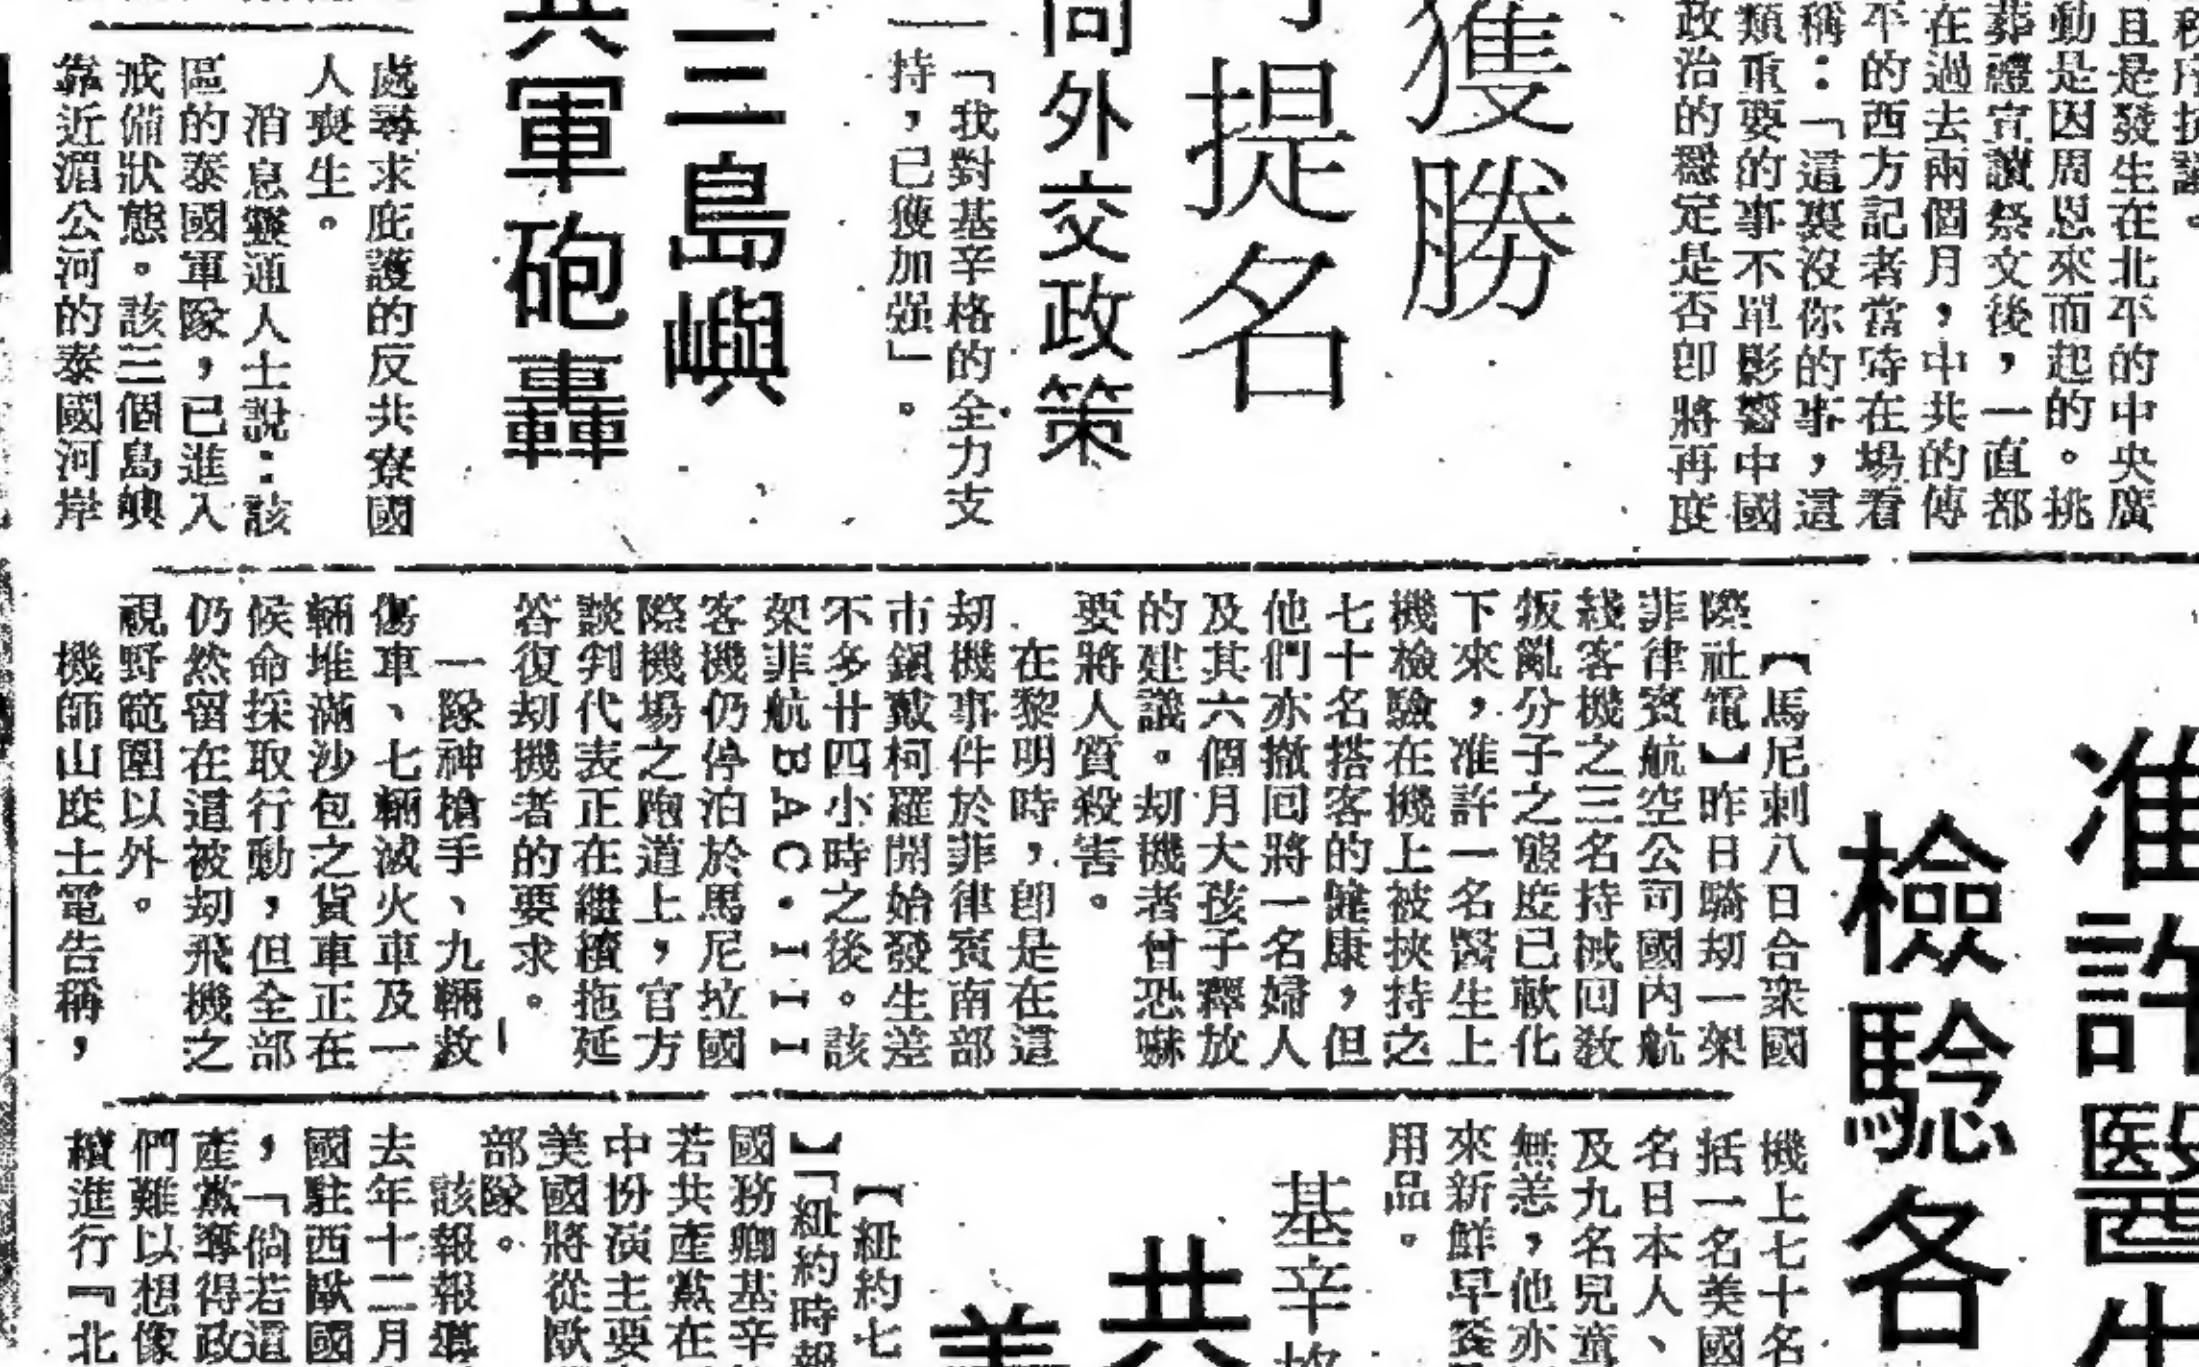 秩序抗議。
且是發生在北平的中央廣
動是因周恩來而起的。挑
葬禮宣讀祭文後，一直都
在過去兩個月，中共的傳
平的西方記者當時在場看
稱：「這裏沒你的事，這
類重要的事不單影響中國
政治的穩定是否即將再度
獲勝
提名
尚外交政策
「我對基辛格的全力支
持，已獲加强」。
三島嶼
共軍砲轟
處尋求庇護的反共寮國
人喪生。
消息靈通人士說：該
區的泰國軍隊，已進入
戒備狀態。該三個島嶼
靠近湄公河的泰國河岸
准許醫生
檢驗各
【馬尼剌八日合衆國
際社電】昨日騎刧一架
菲律賓航空公司國內航
綫客機之三名持械回敎
叛亂分子之態度已軟化
下來，准許一名醫生上
機檢驗在機上被挾持之
七十名搭客的健康，但
他們亦撤回將一名婦人
及其六個月大孩子釋放
的建議。刧機者曾恐嚇
要將人質殺害。
在黎明時，即是在這
刧機事件於菲律賓南部
市鎭戴柯羅開始發生差
不多廿四小時之後。該
架菲航BAC·III
客機仍停泊於馬尼拉國
際機場之跑道上，官方
談判代表正在繼續拖延
答復刧機者的要求。
一隊神槍手、九輛救
傷車、七輛滅火車及一
輛堆滿沙包之貨車正在
候命採取行動，但全部
仍然留在這被刧飛機之
視野範圍以外。
機師山度士電告稱，
機上七十名
括一名美國
名日本人、
及九名兒童
無恙，他亦
來新鮮早餐
用品。
基辛格
共
美
【紐約七
】「紐約時報
國務卿基辛
若共產黨在
中扮演主要
美國將從歐
部隊。
該報報導
去年十二月
國駐西歐國
，「倘若這
產黨奪得政
們難以想像
續進行『北